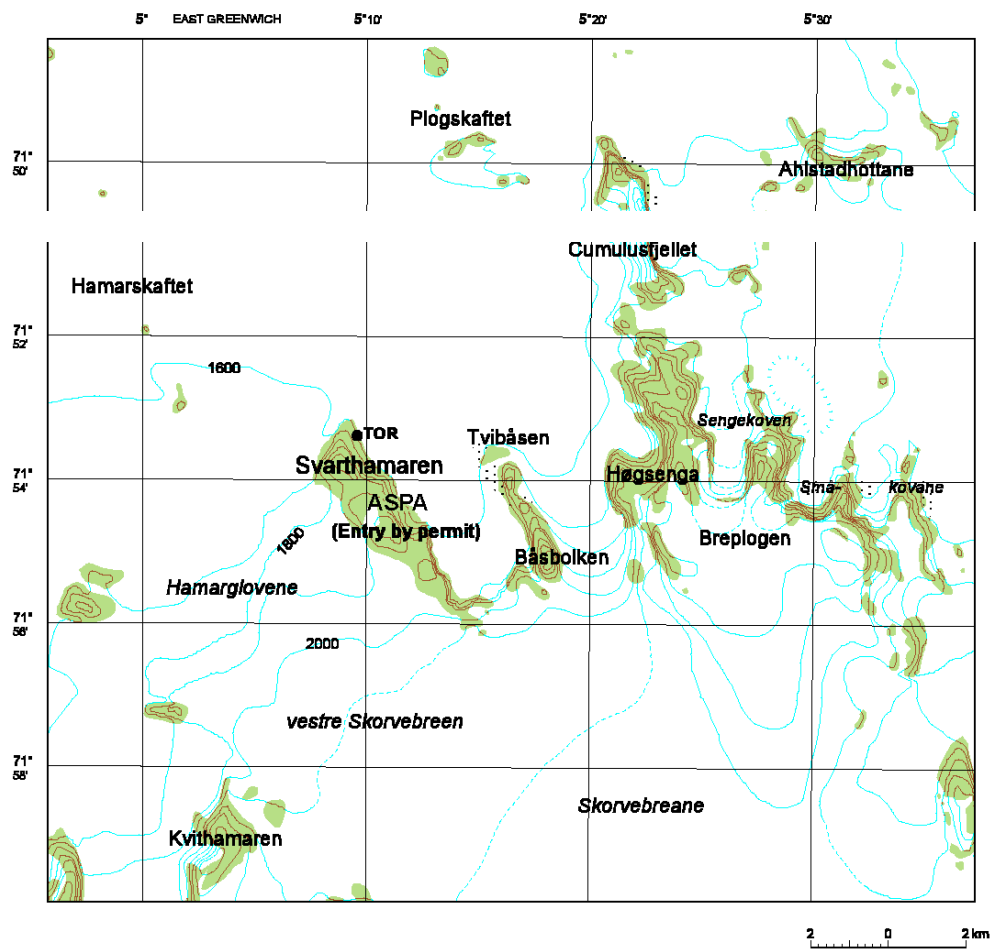 5° EAST GREENWICH 5°10' 5°20' 5°30'
Plogskaftet
71°
50'
Ahlstadhottane
Cumulusfjellet
Hamarskaftet
71°
52'
1600
TOR
Tvibåsen
Sengekoven
Svarthamaren
Høgsenga
71°
54'
Små-
kovane
ASPA
(Entry by permit)
1800
Breplogen
Båsbolken
Hamarglovene
71°
56'
2000
vestre Skorvebreen
71°
58'
Skorvebreane
Kvithamaren
2 0 2 km